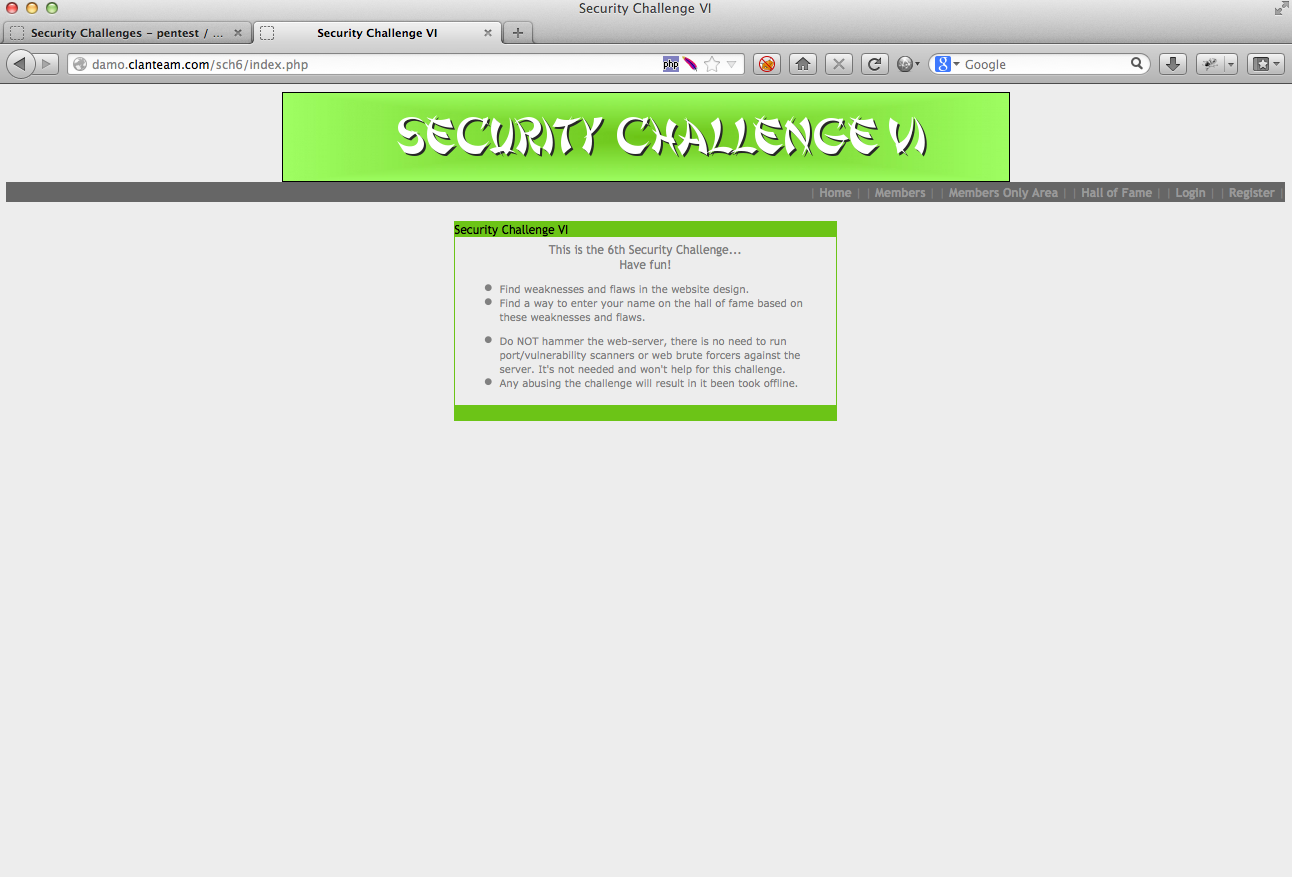 Security Challenge VI
Security Challenges – pentest / ...
Security Challenge VI
damo.clanteam.com/sch6/index.php
php
Google
SECURITY CHALLENGE VI
| Home | | Members | | Members Only Area | | Hall of Fame | | Login | | Register |
Security Challenge VI
This is the 6th Security Challenge...
Have fun!
Find weaknesses and flaws in the website design.
Find a way to enter your name on the hall of fame based on
these weaknesses and flaws.
Do NOT hammer the web-server, there is no need to run
port/vulnerability scanners or web brute forcers against the
server. It's not needed and won't help for this challenge.
Any abusing the challenge will result in it been took offline.